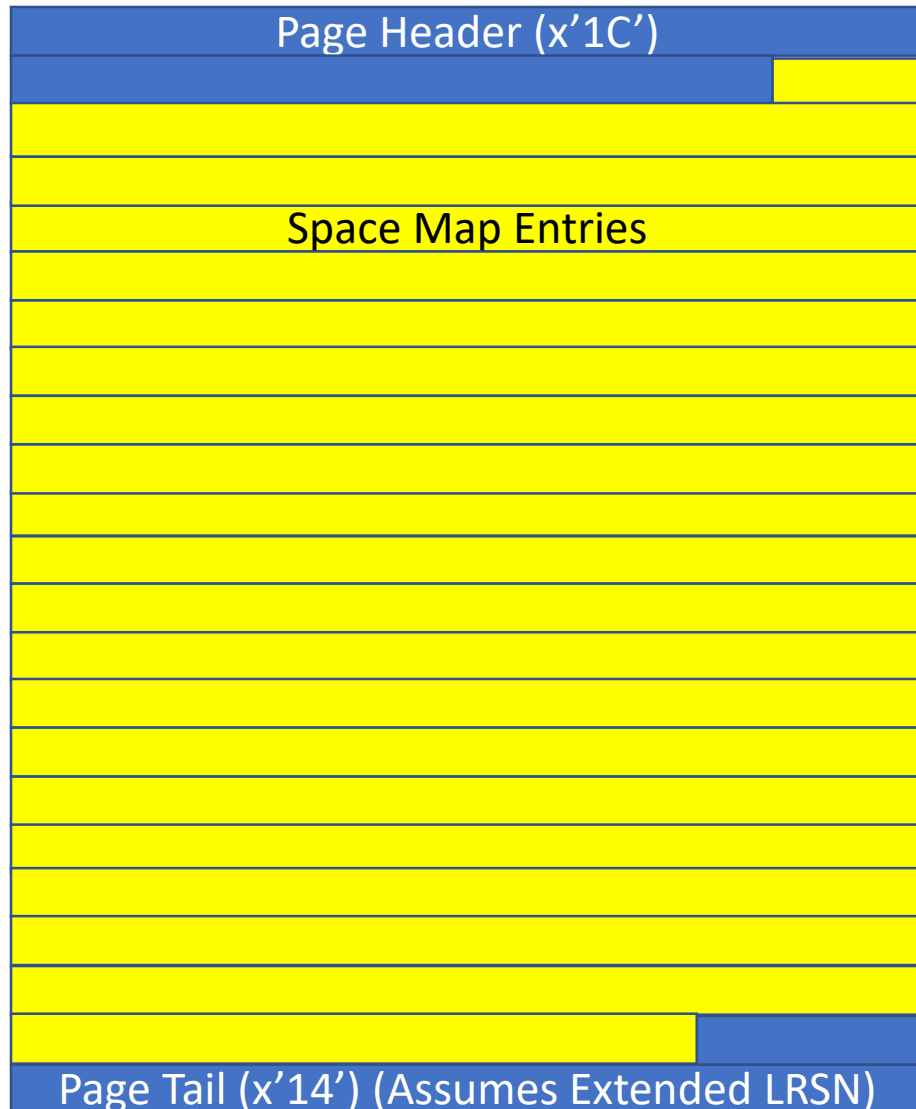 Page Header (x’1C’)
Space Map Entries
Page Tail (x’14’) (Assumes Extended LRSN)